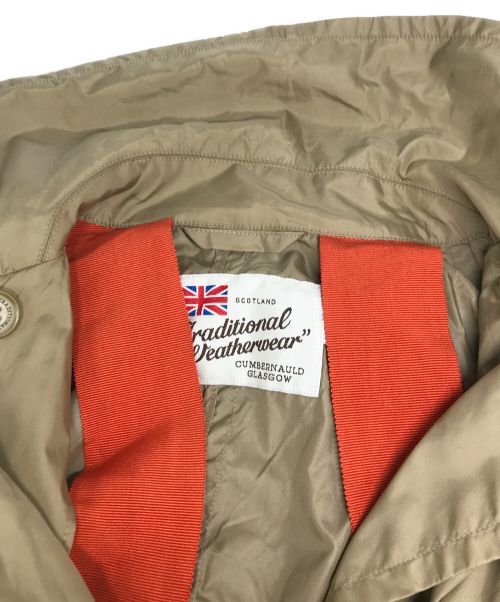 SCOTLAND
Traditional
Weatherwear”
CUMBERNAULD
GLASGOW